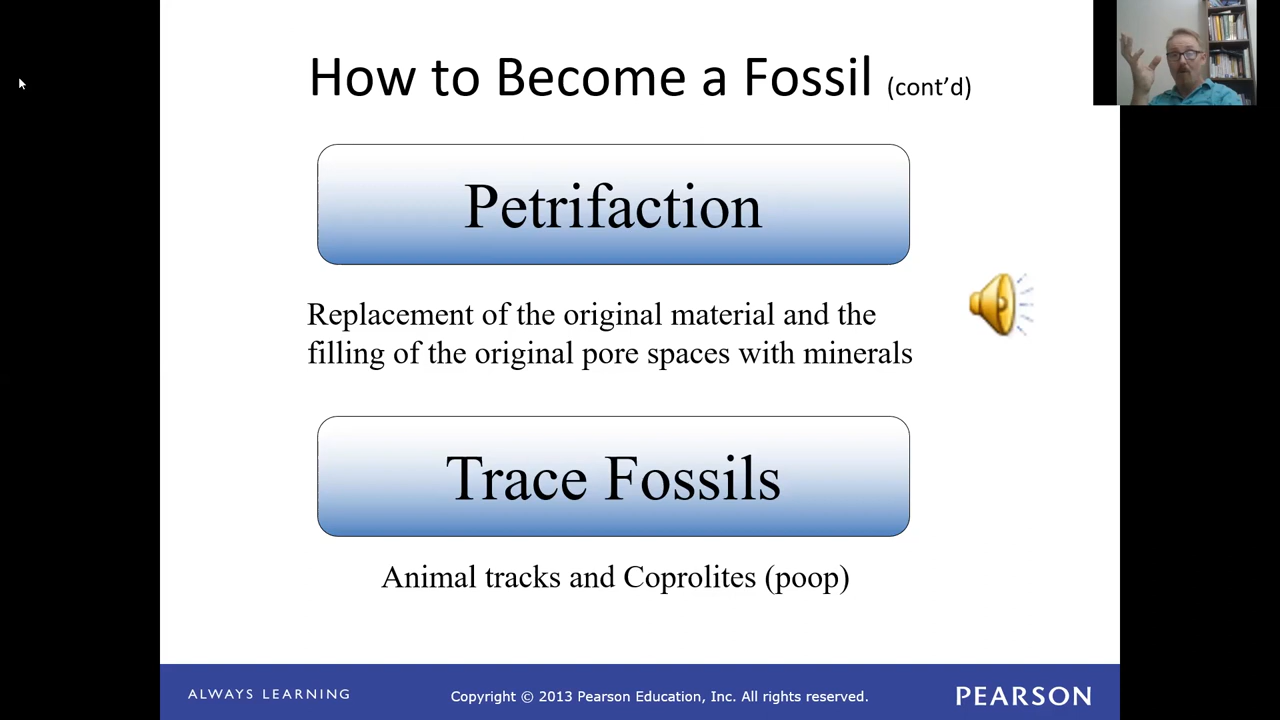 How to Become a Fossil (cont’d)
Petrifaction
Replacement of the original material and the
filling of the original pore spaces with minerals
Trace Fossils
Animal tracks and Coprolites (poop)
ALWAYS LEARNING
Copyright © 2013 Pearson Education, Inc. All rights reserved.
PEARSON